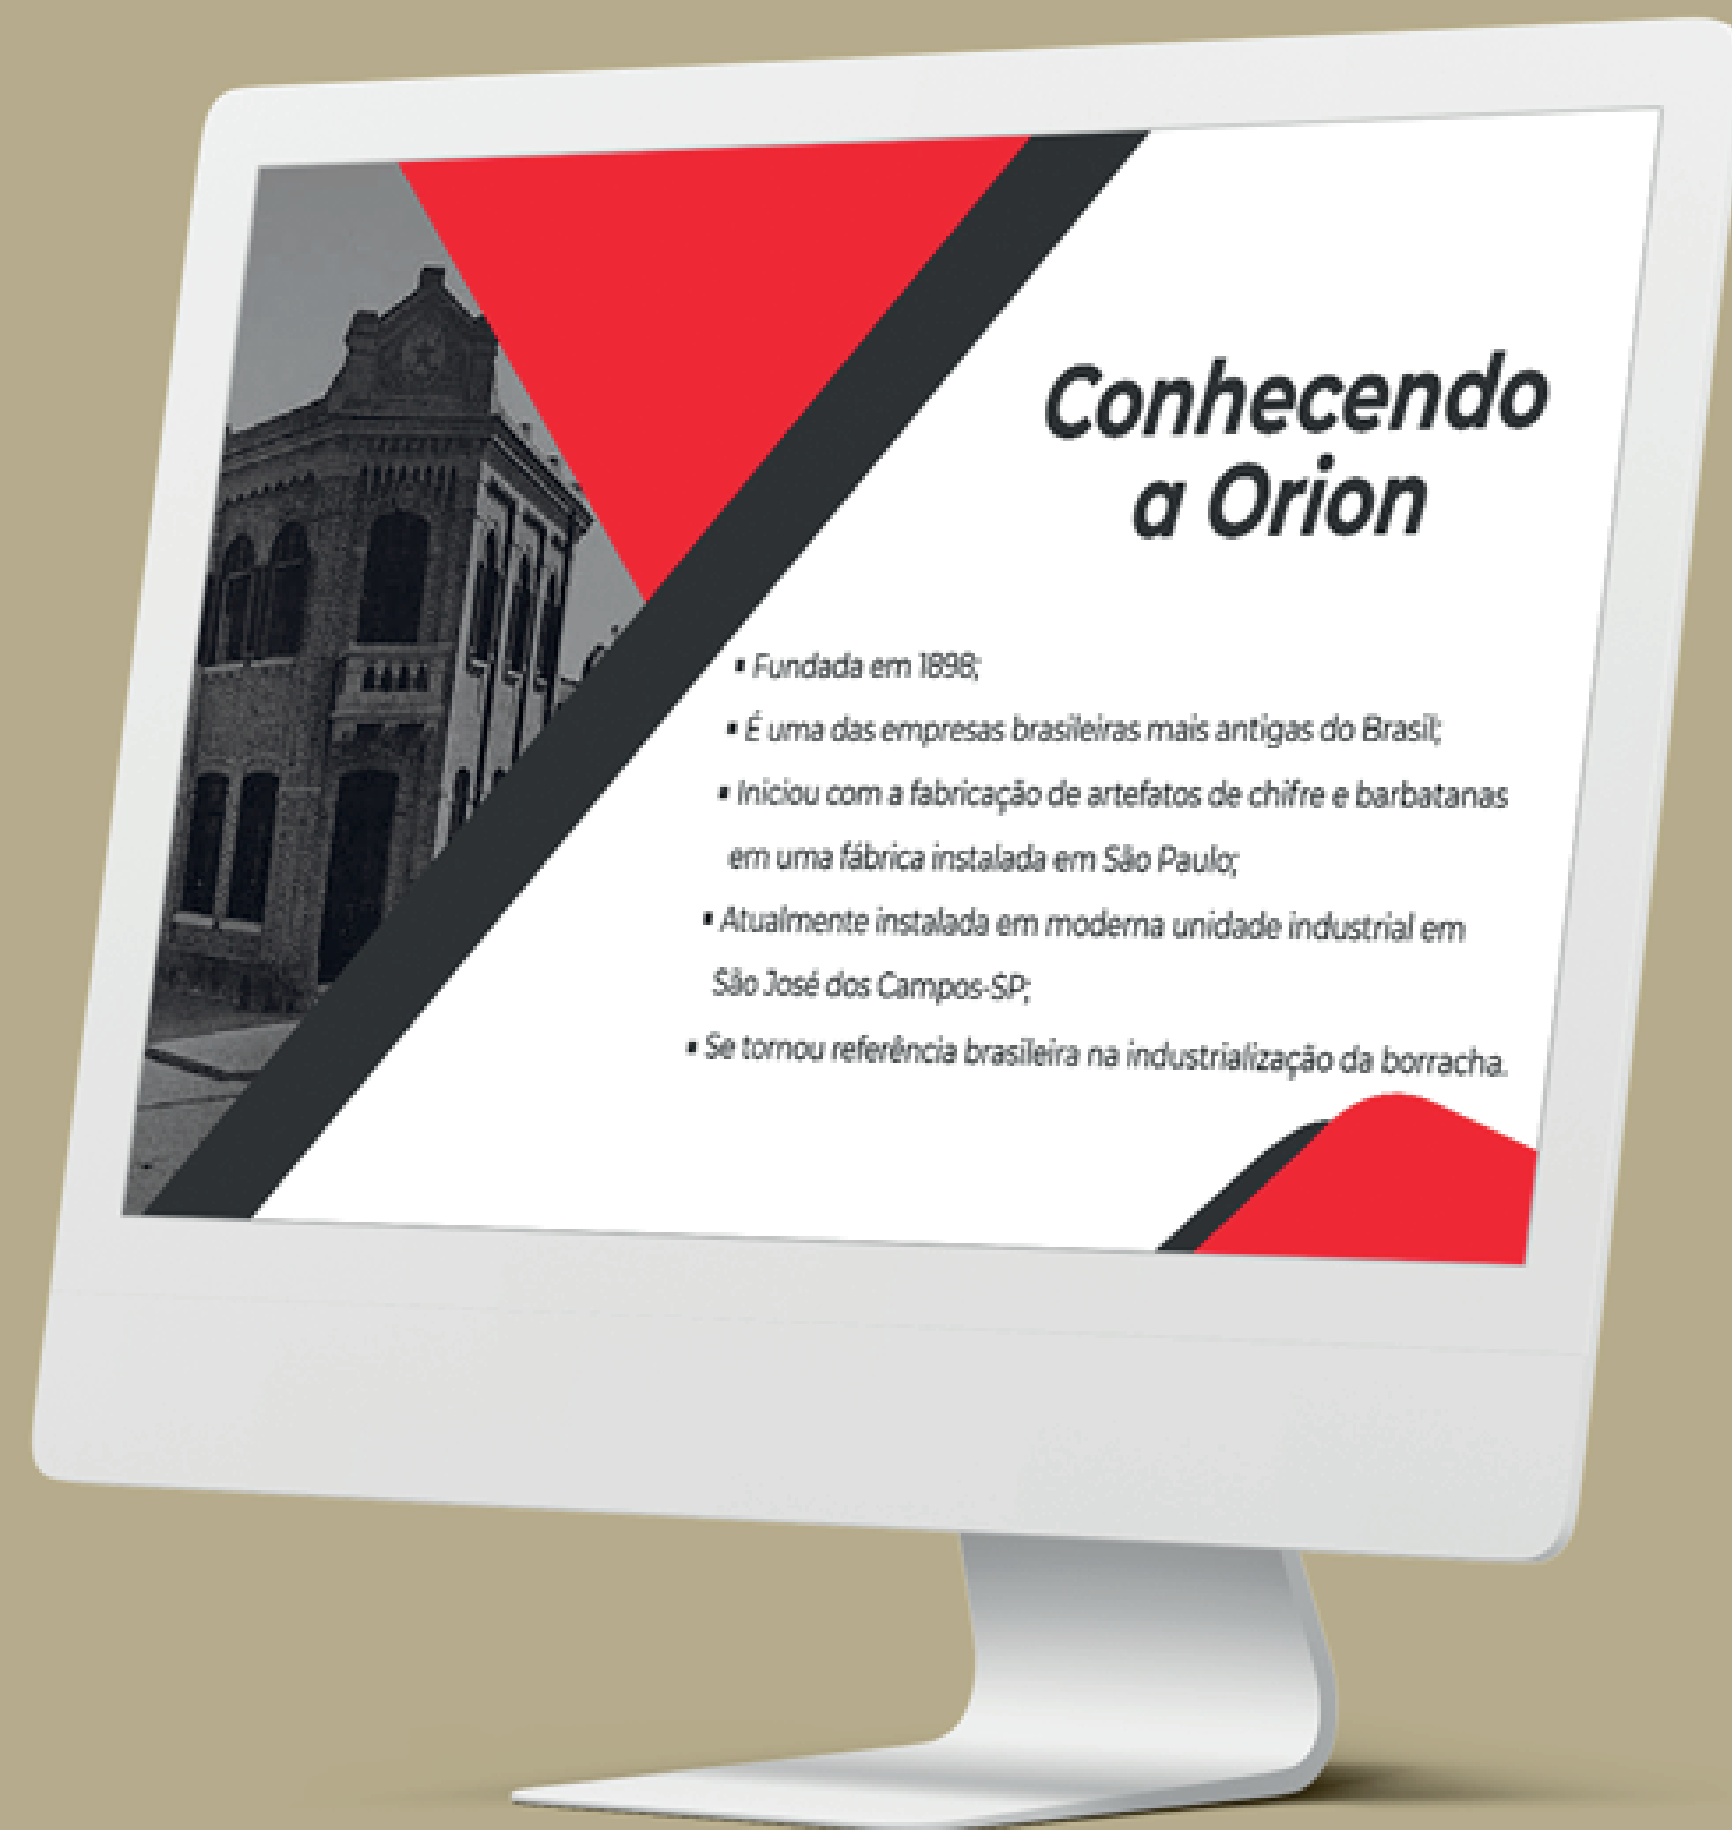 Conhecendo
a Orion
▪ Fundada em 1898;
▪ É uma das empresas brasileiras mais antigas do Brasil;
▪ Iniciou com a fabricação de artefatos de chifre e barbatanas
em uma fábrica instalada em São Paulo;
▪ Atualmente instalada em moderna unidade industrial em
São José dos Campos-SP;
▪ Se tornou referência brasileira na industrialização da borracha.